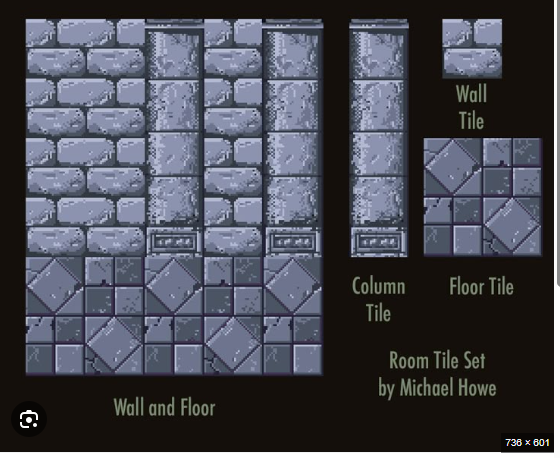 Wall
Tile
Column
Tile
Floor Tile
Room Tile Set
by Michael Howe
Wall and Floor
736 × 601